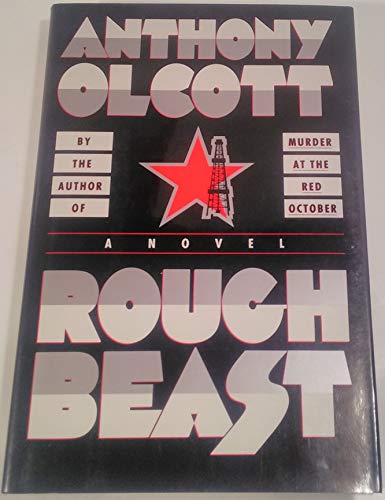 ANTHONY
OLCOTT
BY
THE
AUTHOR
OF
MURDER
AT THE
RED
OCTOBER
A NOVEL
ROUGH
BEAST